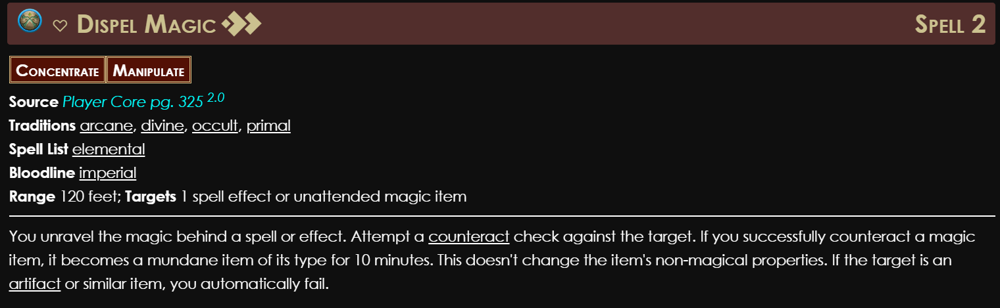 Dispel Magic
Spell 2
Concentrate Manipulate
Source Player Core pg. 325 2.0
Traditions arcane, divine, occult, primal
Spell List elemental
Bloodline imperial
Range 120 feet; Targets 1 spell effect or unattended magic item
You unravel the magic behind a spell or effect. Attempt a counteract check against the target. If you successfully counteract a magic
item, it becomes a mundane item of its type for 10 minutes. This doesn't change the item's non-magical properties. If the target is an
artifact or similar item, you automatically fail.